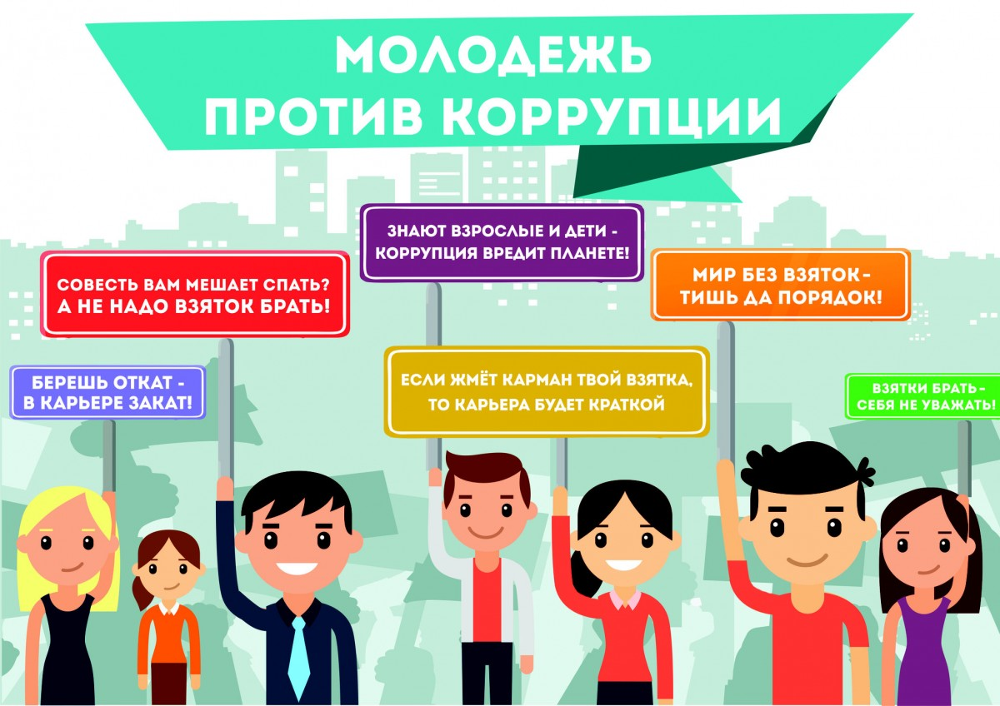 МОЛОДЕЖЬ
ПРОТИВ КОРРУПЦИИ
ЗНАЮТ ВЗРОСЛЫЕ И ДЕТИ -
КОРРУПЦИЯ ВРЕДИТ ПЛАНЕТЕ!
СОВЕСТЬ ВАМ МЕШАЕТ СПАТЬ?
А НЕ НАДО ВЗЯТОК БРАТЬ!
МИР БЕЗ ВЗЯТОК -
ТИШЬ ДА ПОРЯДОК!
БЕРЕШЬ ОТКАТ -
В КАРЬЕРЕ ЗАКАТ!
ЕСЛИ ЖМЁТ КАРМАН ТВОЙ ВЗЯТКА,
ТО КАРЬЕРА БУДЕТ КРАТКОЙ
ВЗЯТКИ БРАТЬ -
СЕБЯ НЕ УВАЖАТЬ!